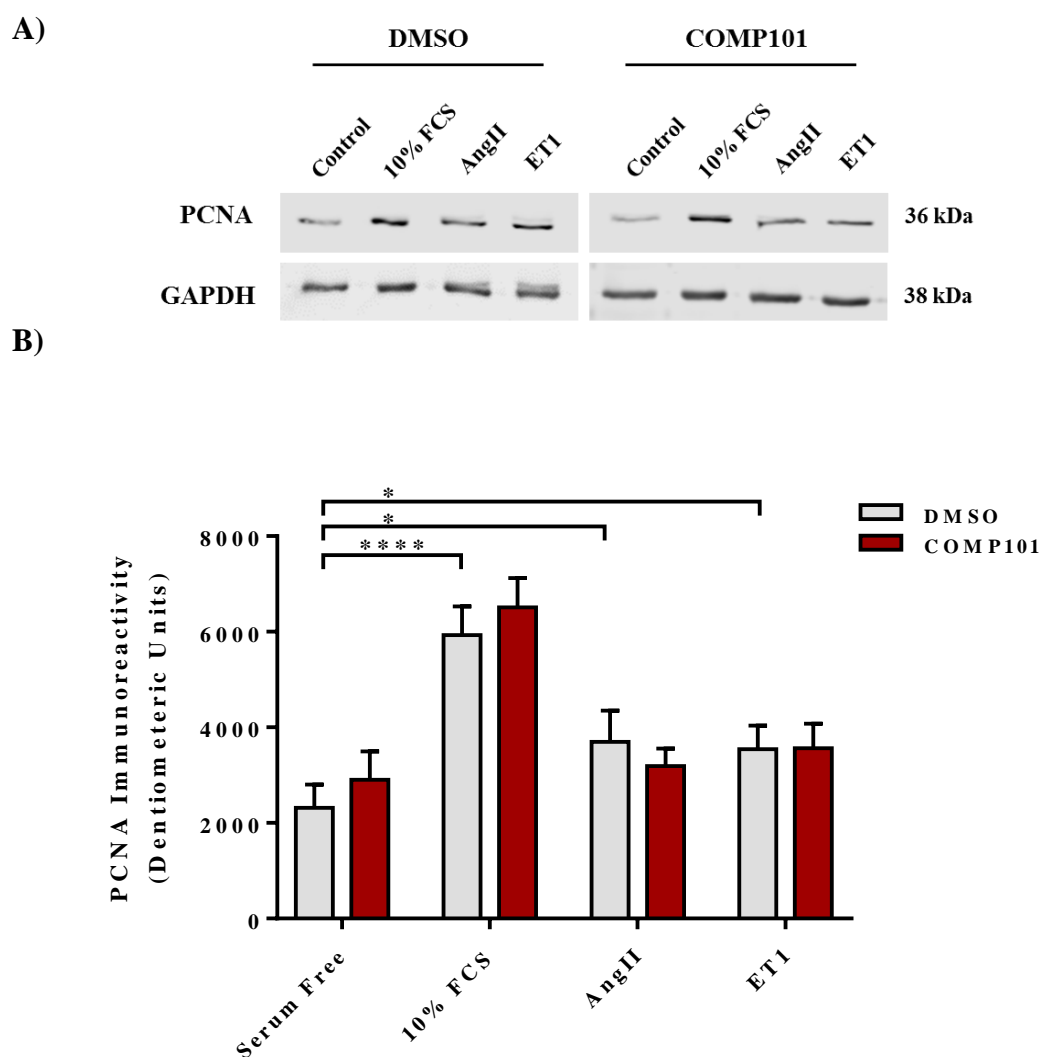 A)
DMSO COMP101
Control 10% FCS AngII ET1 Control 10% FCS AngII ET1
PCNA 36 kDa
GAPDH 38 kDa
B)
*
*
****
DMSO
COMP101
PCNA Immunoreactivity
(Dentiometeric Units)
8000
6000
4000
2000
0
Serum Free 10% FCS AngII ET1